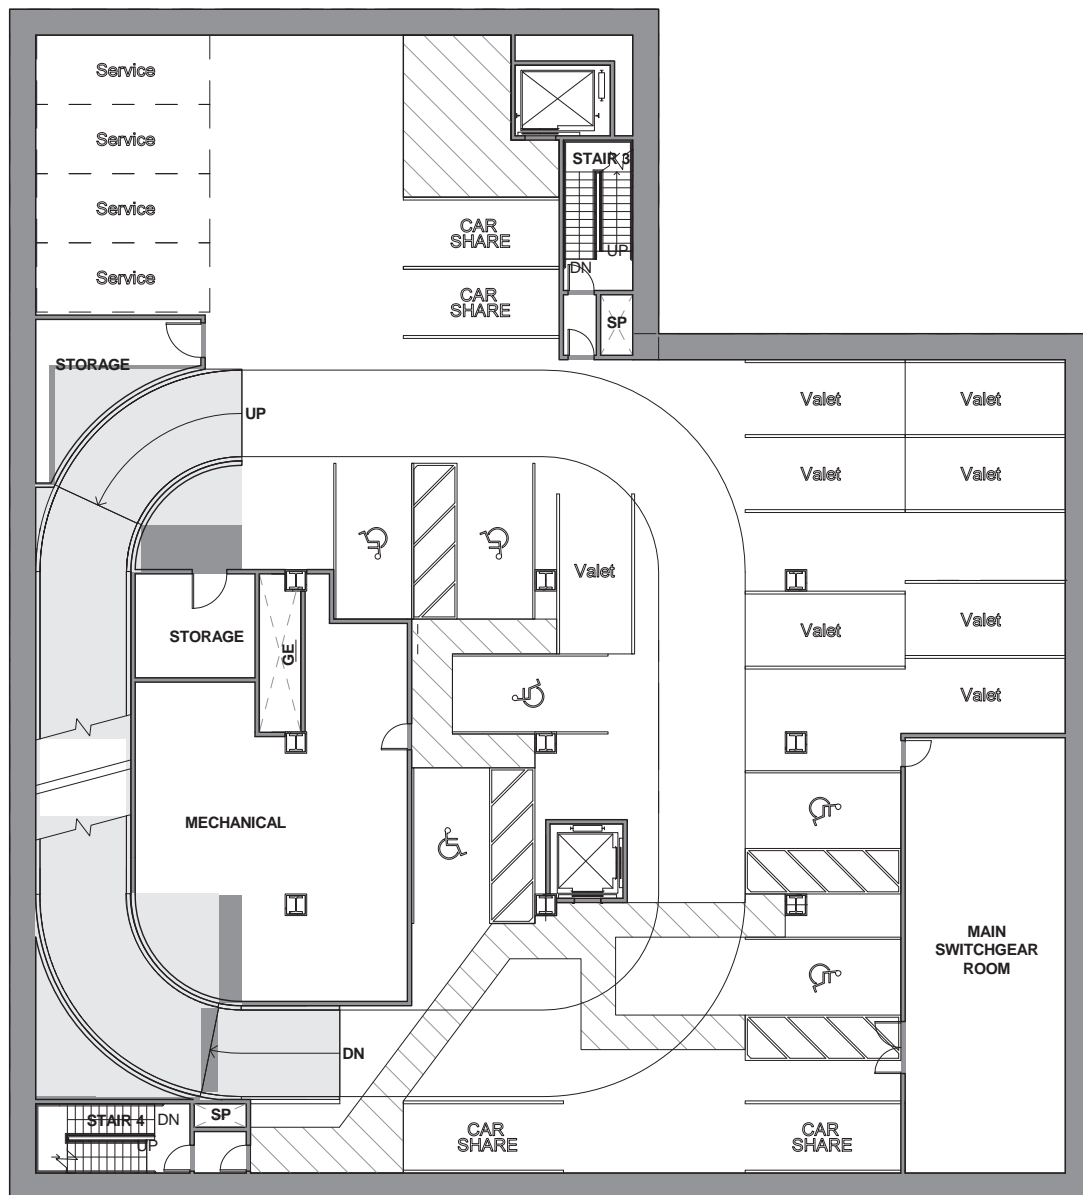 Service
STAIR 3
Service
Service
CAR
SHARE
UP
DN
Service
CAR
SHARE
SP
STORAGE
Valet
Valet
UP
Valet
Valet
Valet
STORAGE
GE
Valet
Valet
Valet
MECHANICAL
MAIN
SWITCHGEAR
ROOM
DN
STAIR 4
DN
SP
UP
CAR
SHARE
CAR
SHARE